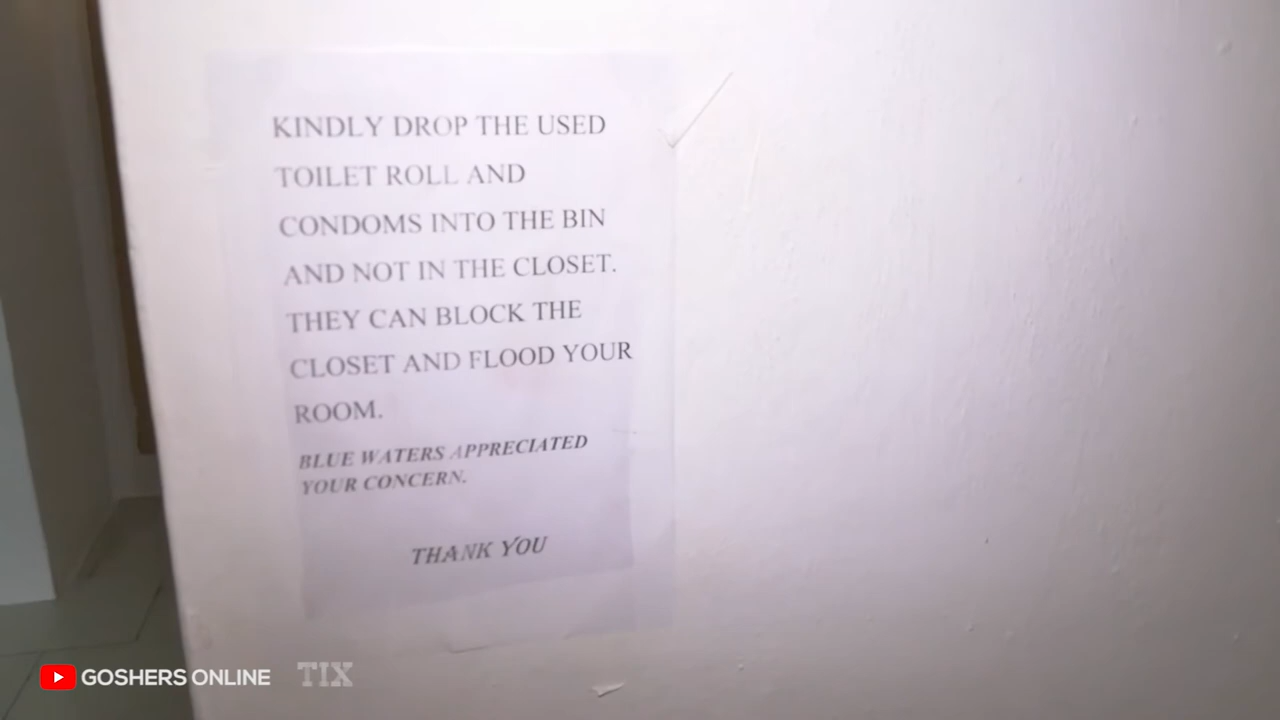 KINDLY DROP THE USED
TOILET ROLL AND
CONDOMS INTO THE BIN
AND NOT IN THE CLOSET.
THEY CAN BLOCK THE
CLOSET AND FLOOD YOUR
ROOM.
BLUE WATERS APPRECIATED
YOUR CONCERN.
THANK YOU
GOSHERS ONLINE TIX